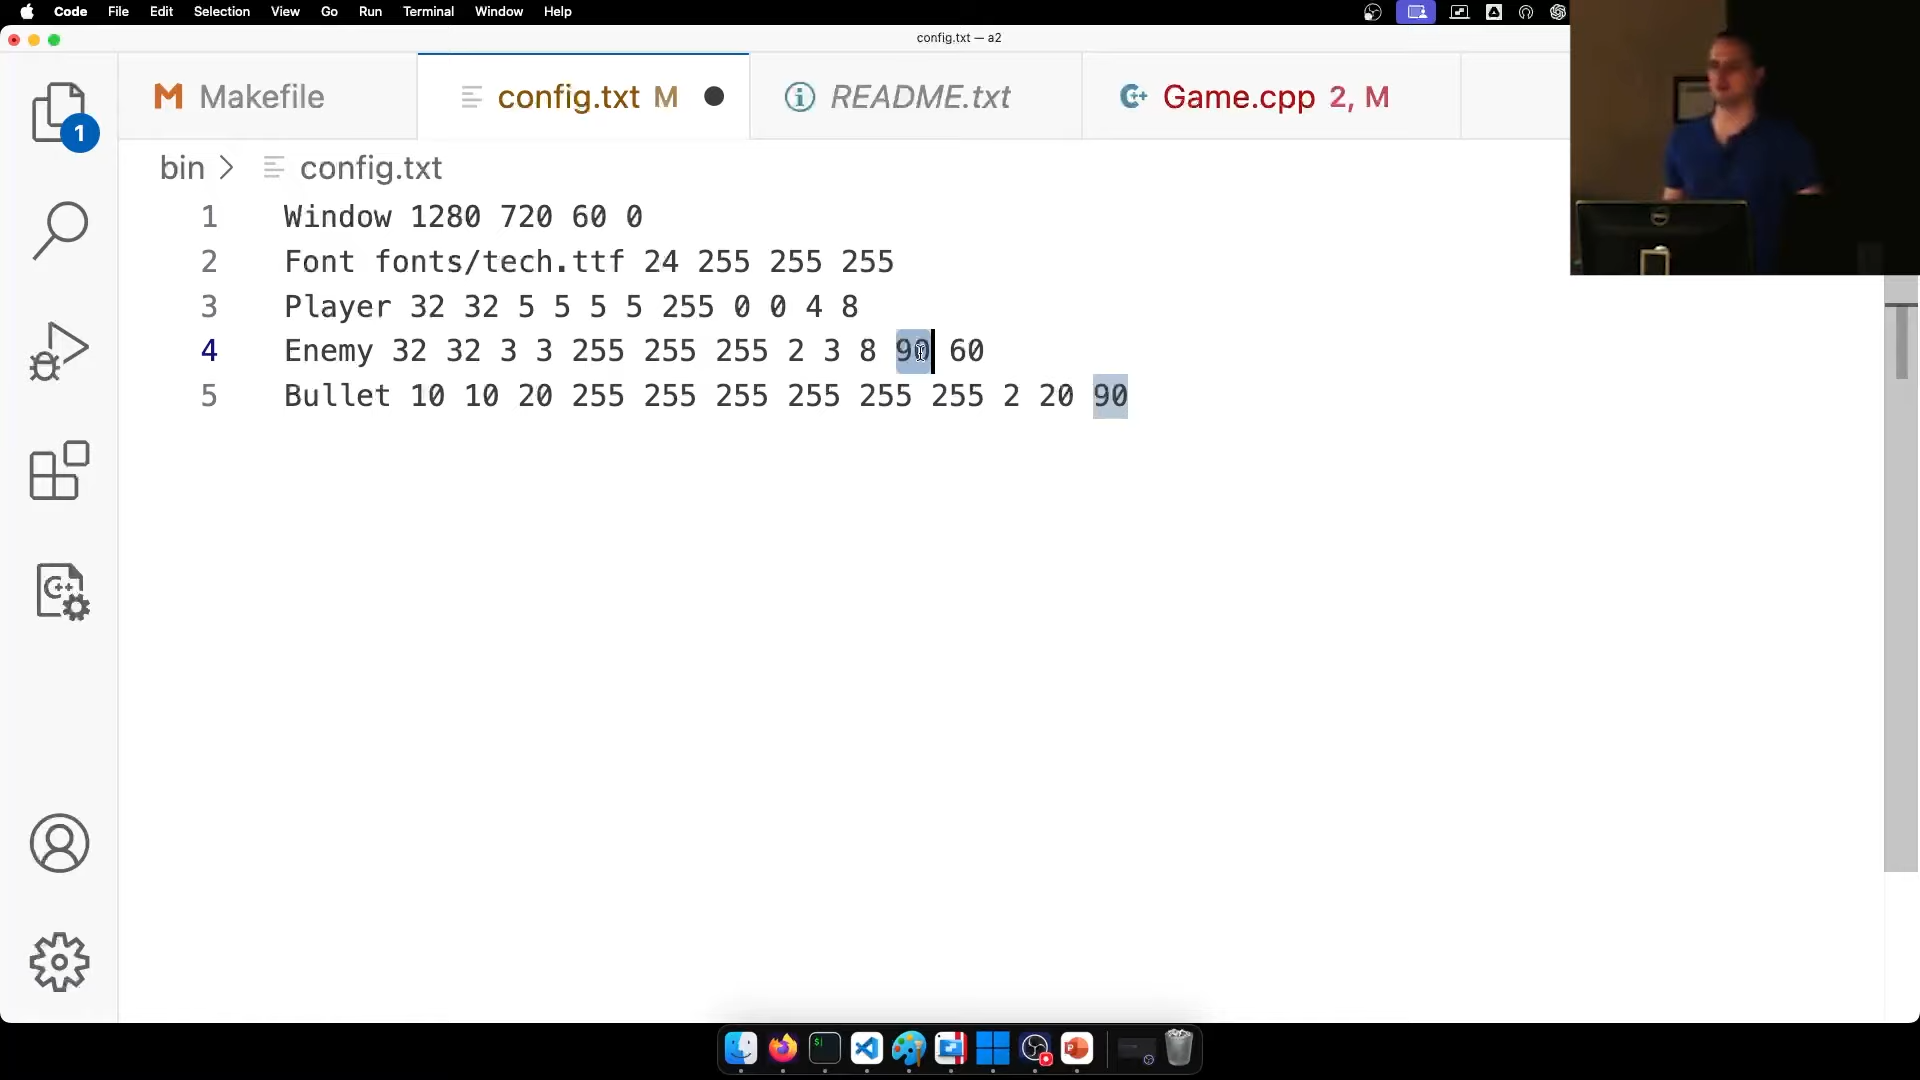 Code File Edit Selection View Go Run Terminal Window Help
config.txt — a2
Makefile config.txt M README.txt Game.cpp 2, M
1
bin > config.txt
1 Window 1280 720 60 0
2 Font fonts/tech.ttf 24 255 255 255
3 Player 32 32 5 5 5 5 255 0 0 4 8
4 Enemy 32 32 3 3 255 255 255 2 3 8 90 60
5 Bullet 10 10 20 255 255 255 255 255 255 2 20 90